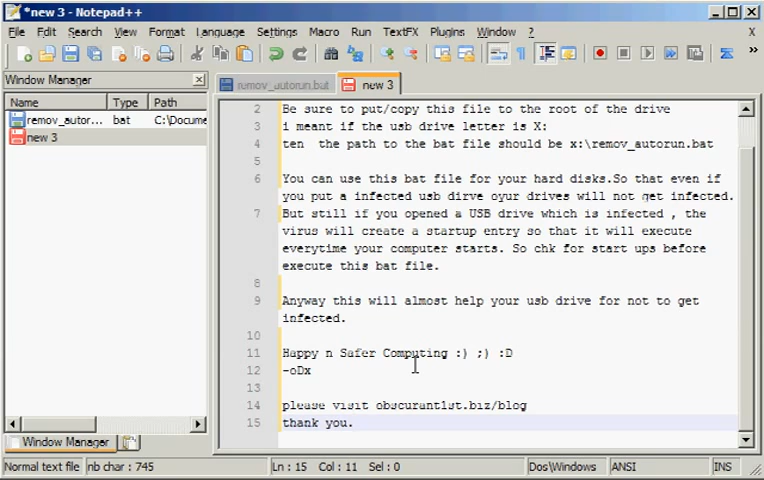 *new 3 - Notepad++
File Edit Search View Format Language Settings Macro Run TextFX Plugins Window ? X
Window Manager
remov_autorun.bat new 3
Name Type Path
remov_autor... bat C:\Docume
new 3
2 Be sure to put/copy this file to the root of the drive
3 i meant if the usb drive letter is X:
4 ten the path to the bat file should be x:\remov_autorun.bat
5
6 You can use this bat file for your hard disks.So that even if
you put a infected usb dirve oyur drives will not get infected.
7 But still if you opened a USB drive which is infected , the
virus will create a startup entry so that it will execute
everytime your computer starts. So chk for start ups before
execute this bat file.
8
9 Anyway this will almost help your usb drive for not to get
infected.
10
11 Happy n Safer Computing :) ;) :D
12 -oDx
13
14 please visit obscurant1st.biz/blog
15 thank you.
Window Manager
Normal text file nb char : 745 Ln : 15 Col : 11 Sel : 0 Dos\Windows ANSI INS